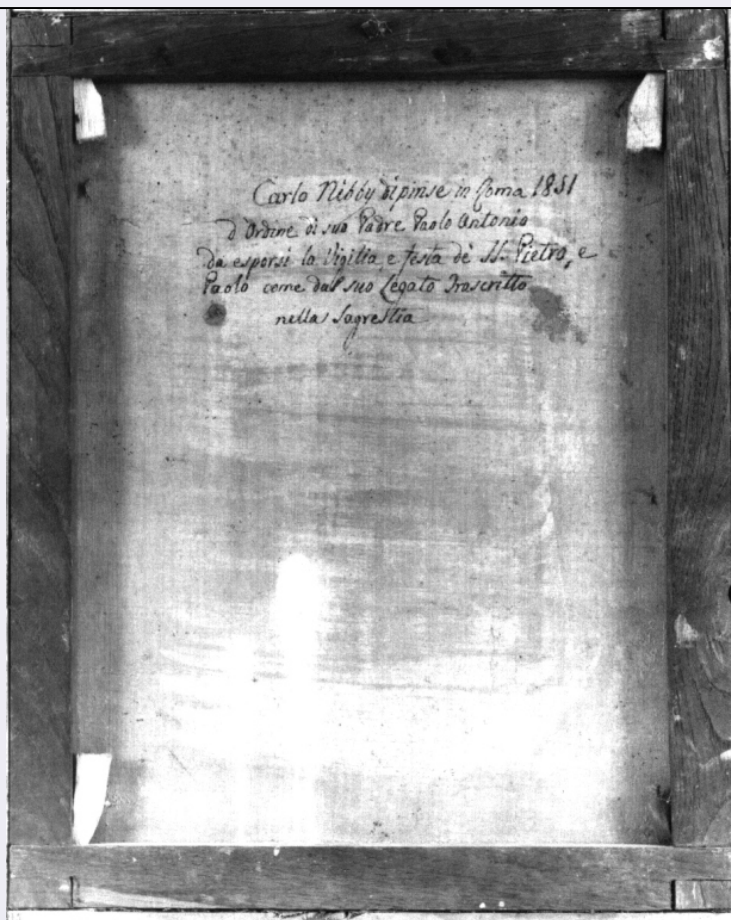 Carlo Nibby dipinse in Roma 1851
d'Ordine di suo Padre Paolo Antonio
da esporsi la Vigilia, e festa dè SS. Pietro, e
Paolo come dal suo Legato Trascritto
nella Sagrestia